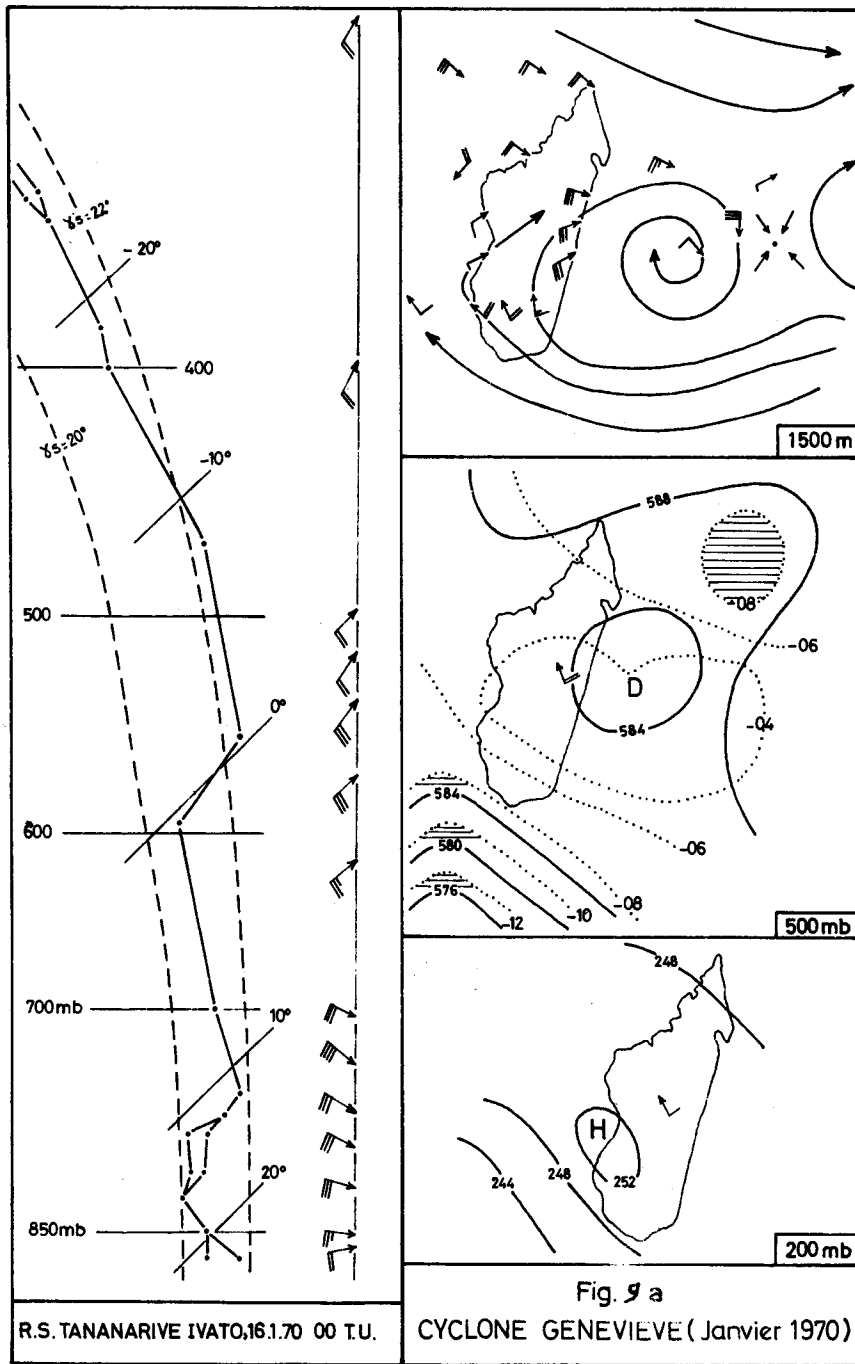 γs=22°
- 20°
400
γs=20°
-10°
500
0°
600
700mb
10°
20°
850mb
R.S. TANANARIVE IVATO,16.1.70 00 T.U.
1500 m
588
-08
-06
D
584
-04
584
-06
580
576
-08
-10
-12
500mb
248
H
244
248
252
200 mb
Fig. 9 a
CYCLONE GENEVIEVE (Janvier 1970)